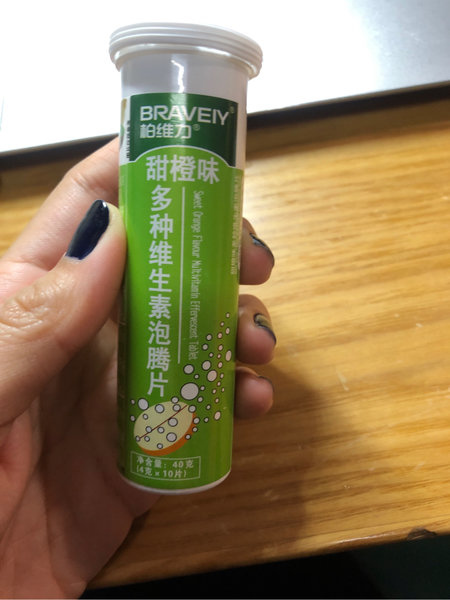 BRAVEIY®
柏维力®
甜橙味
多种维生素泡腾片
Sweet Orange Flavour Multivitamin Effervescent Tablet
净含量：40克
(4克×10片)